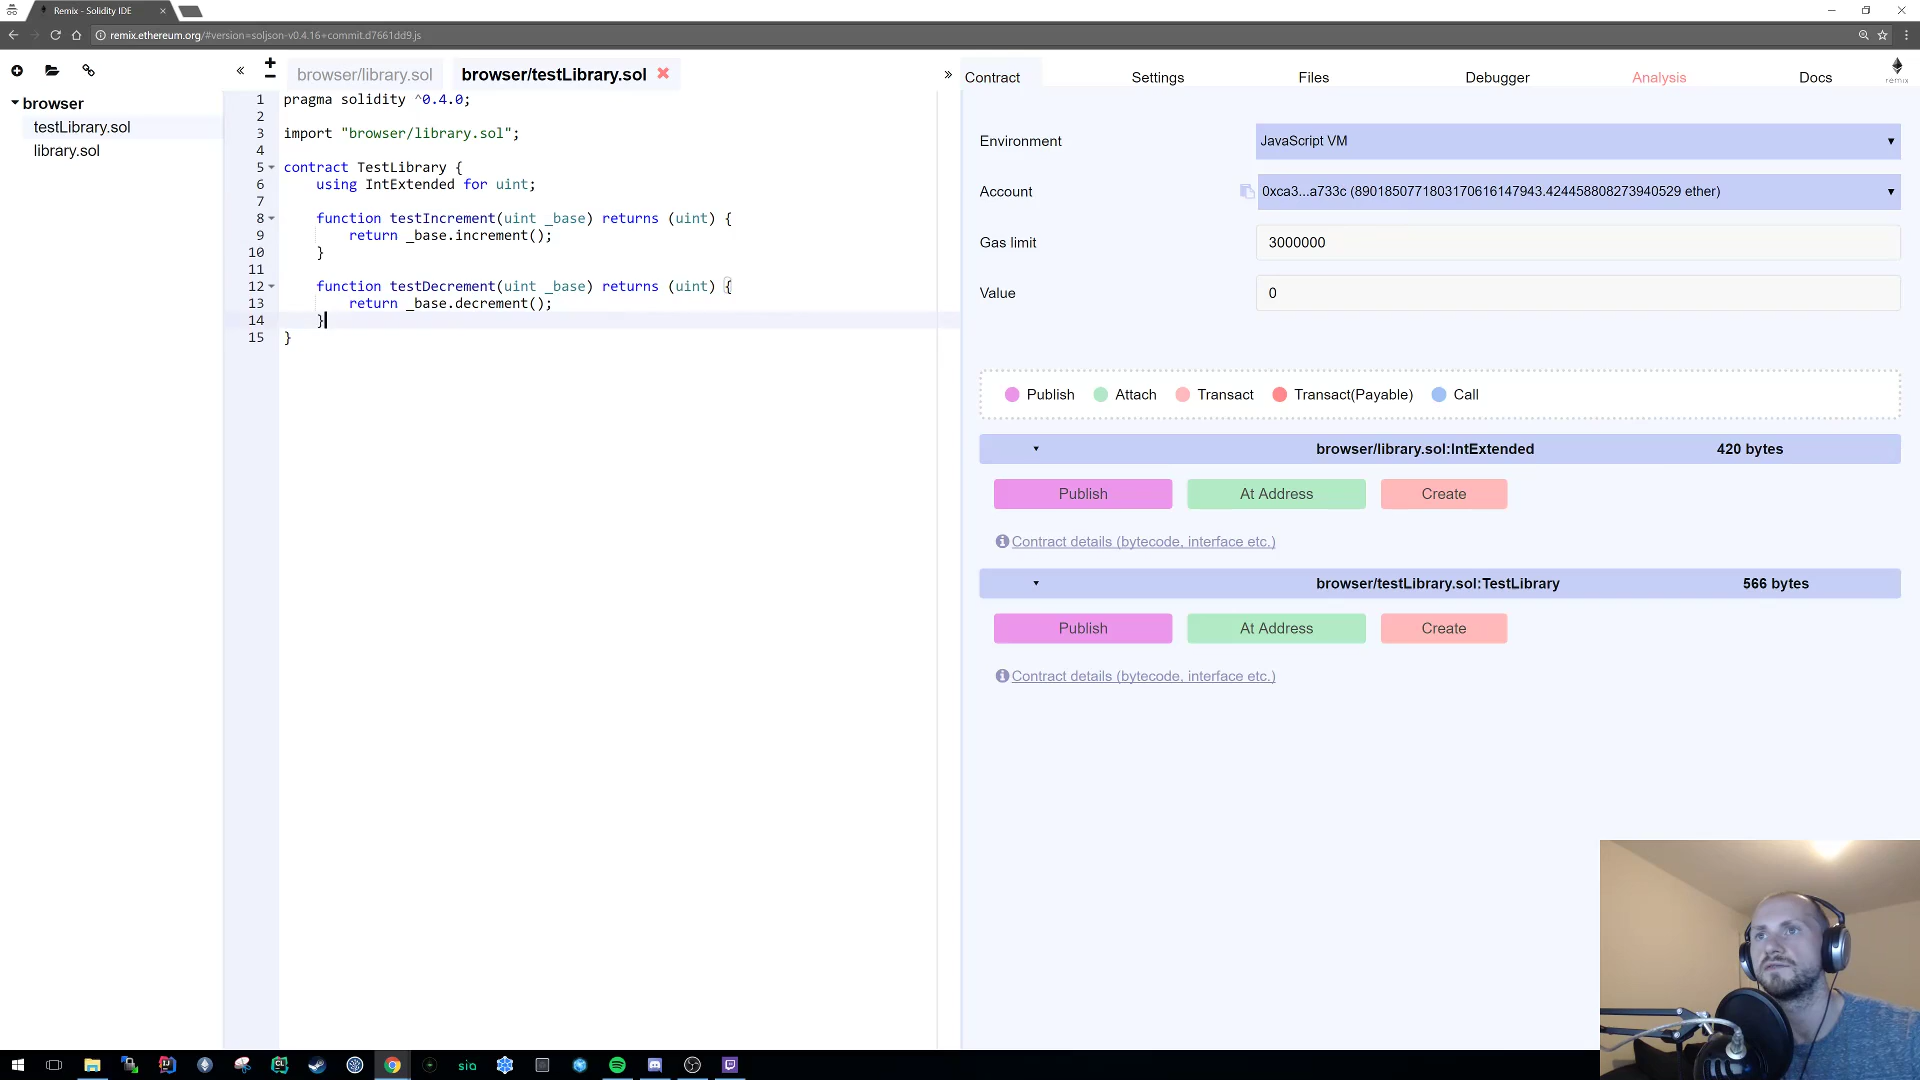 Remix - Solidity IDE
remix.ethereum.org/#version=soljson-v0.4.16+commit.d7661dd9.js
browser
testLibrary.sol
library.sol
browser/library.sol
browser/testLibrary.sol
1 pragma solidity ^0.4.0;
2
3 import "browser/library.sol";
4
5 contract TestLibrary {
6 using IntExtended for uint;
7
8 function testIncrement(uint _base) returns (uint) {
9 return _base.increment();
10 }
11
12 function testDecrement(uint _base) returns (uint) {
13 return _base.decrement();
14 }
15 }
Contract Settings Files Debugger Analysis Docs
remix
Environment JavaScript VM
Account 0xca3...a733c (8901850771803170616147943.424458808273940529 ether)
Gas limit 3000000
Value 0
Publish Attach Transact Transact(Payable) Call
browser/library.sol:IntExtended 420 bytes
Publish At Address Create
Contract details (bytecode, interface etc.)
browser/testLibrary.sol:TestLibrary 566 bytes
Publish At Address Create
Contract details (bytecode, interface etc.)
sia